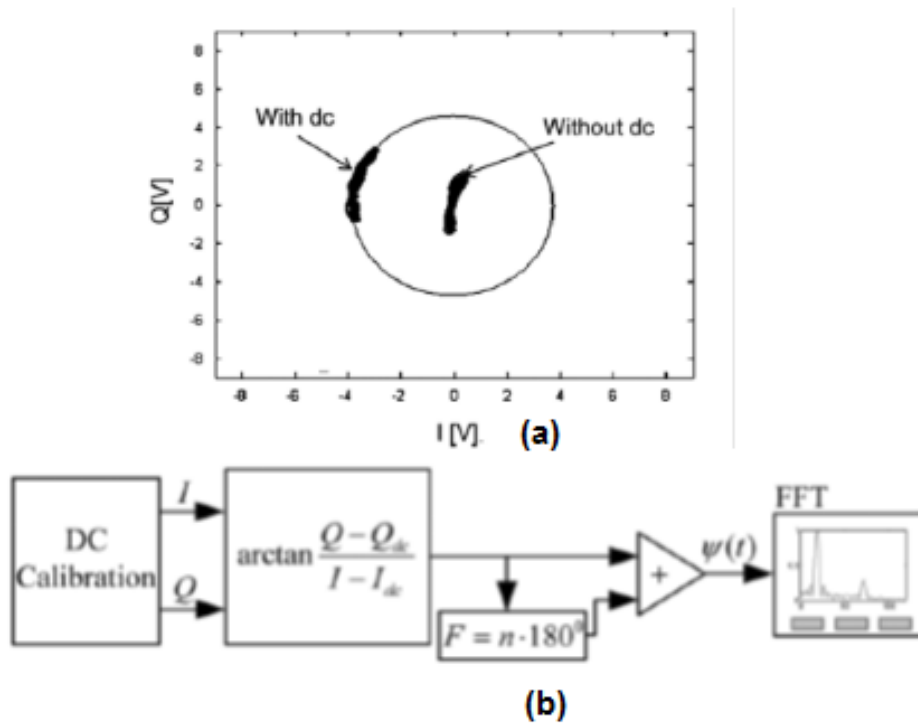 8
6
With dc
Without dc
4
2
Q[V]
0
-2
-4
-6
-8
-8 -6 -4 -2 0 2 4 6 8
I [V].
(a)
DC
Calibration
I
Q
arctan Q - Q_dc / I - I_dc
F = n · 180⁰
+
ψ(t)
FFT
(b)